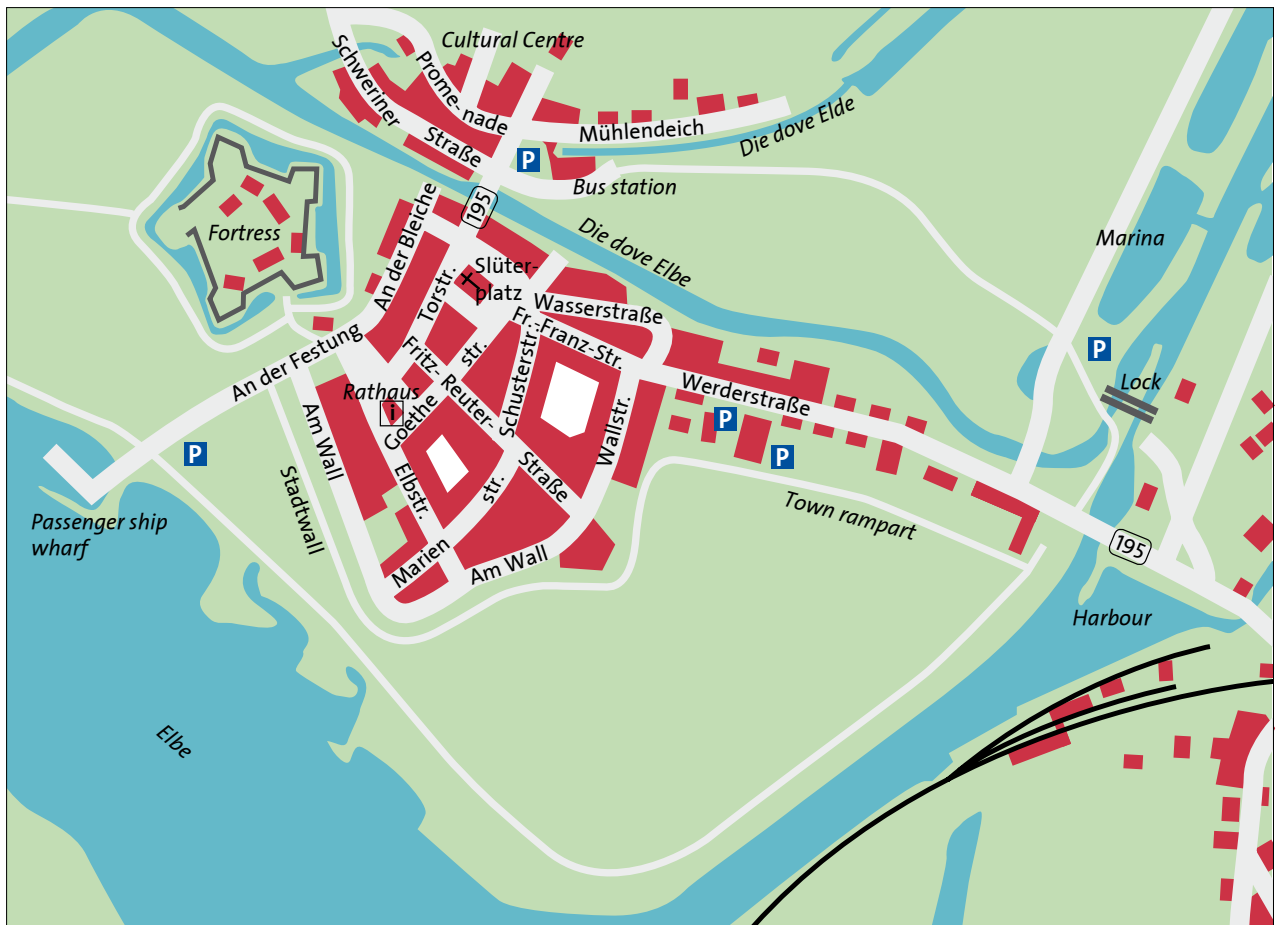 Cultural Centre
Schweriner
Straße
Prome-
nade
Mühlendeich
Die dove Elde
P
Bus station
195
Die dove Elbe
Fortress
An der Bleiche
Torstr.
Slüter-
platz
Wasserstraße
Fr.-Franz-Str.
Marina
P
Lock
An der Festung
Fritz-Reuter-
Straße
Schusterstr.
Goethe
str.
Rathaus
i
Werderstraße
P
P
Wallstr.
Am Wall
Elbstr.
Marien
str.
Am Wall
Stadtwall
P
Passenger ship
wharf
Town rampart
195
Harbour
Elbe